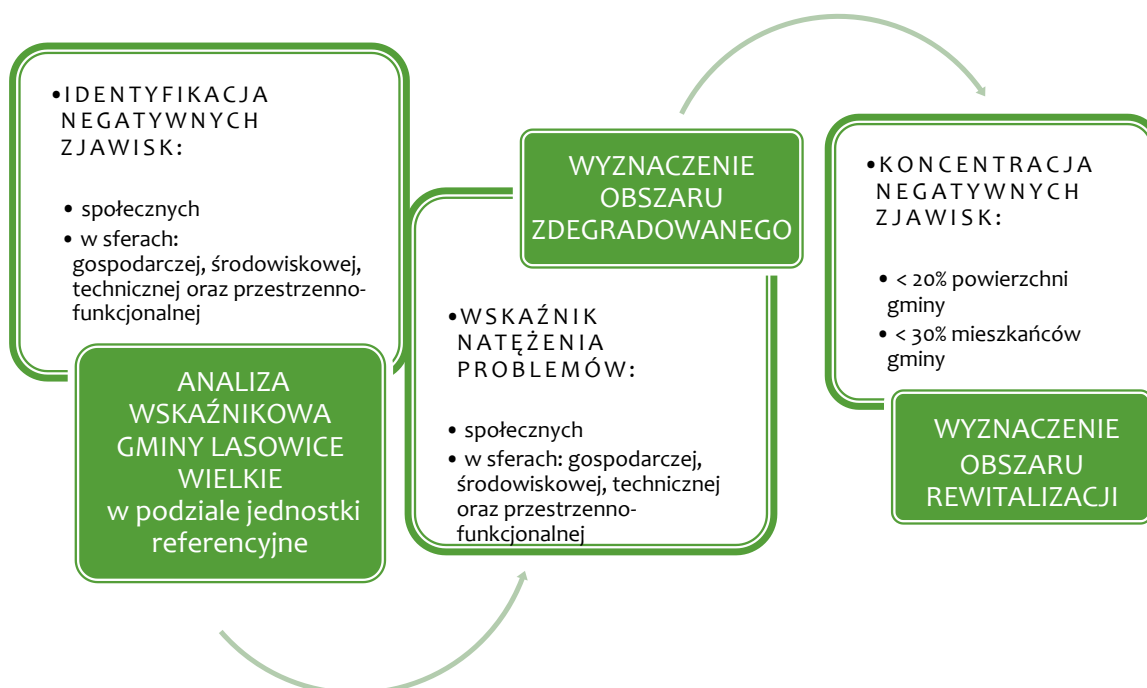 •IDENTYFIKACJA
NEGATYWNYCH
ZJAWISK:
• społecznych
• w sferach:
gospodarczej, środowiskowej,
technicznej oraz przestrzenno-
funkcjonalnej
ANALIZA
WSKAŹNIKOWA
GMINY LASOWICE
WIELKIE
w podziale jednostki
referencyjne
WYZNACZENIE
OBSZARU
ZDEGRADOWANEGO
•WSKAŹNIK
NATĘŻENIA
PROBLEMÓW:
• społecznych
• w sferach: gospodarczej,
środowiskowej, technicznej
oraz przestrzenno-
funkcjonalnej
•KONCENTRACJA
NEGATYWNYCH
ZJAWISK:
• < 20% powierzchni
gminy
• < 30% mieszkańców
gminy
WYZNACZENIE
OBSZARU
REWITALIZACJI